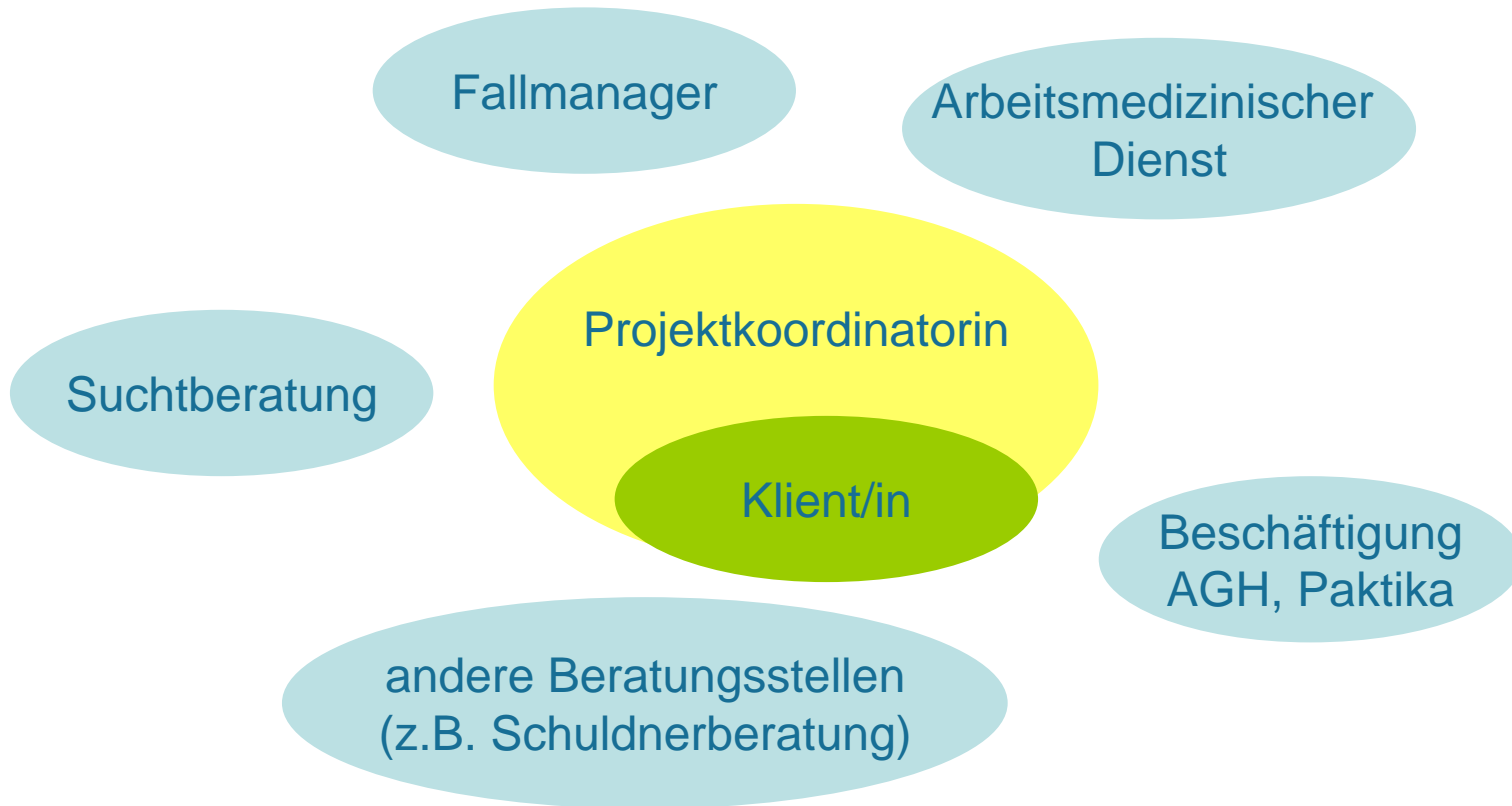 Fallmanager
Arbeitsmedizinischer
Dienst
Projektkoordinatorin
Suchtberatung
Klient/in
Beschäftigung
AGH, Paktika
andere Beratungsstellen
(z.B. Schuldnerberatung)